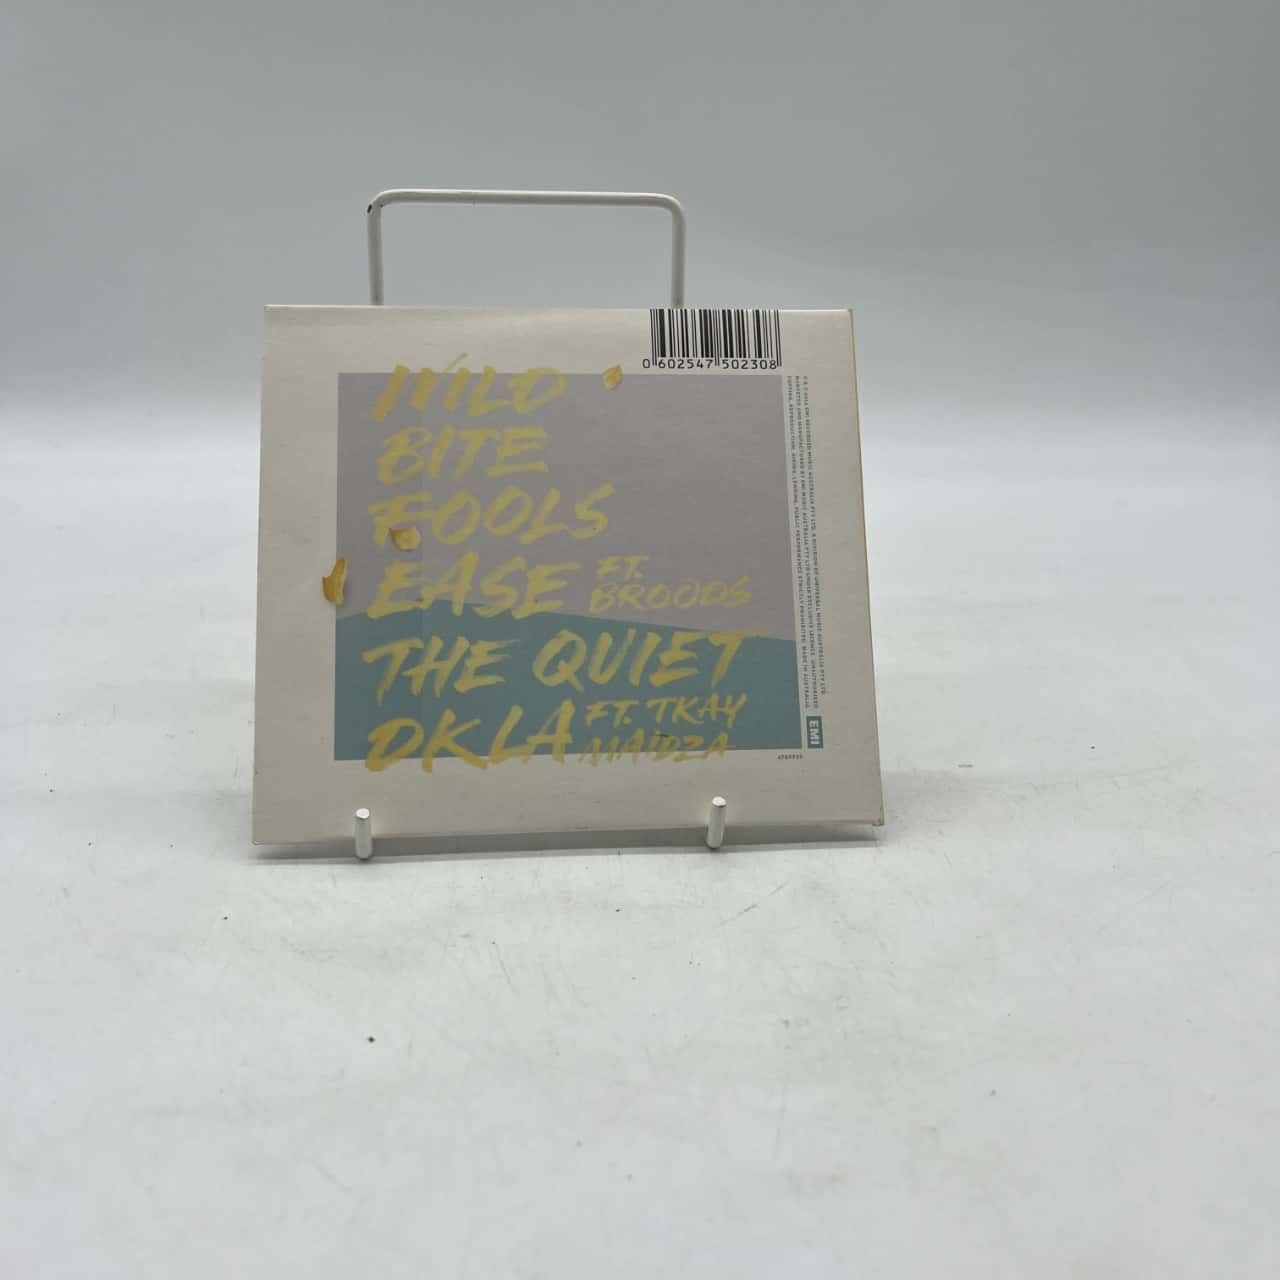 0 602547 502308
WILD
BITE
FOOLS
EASE FT. BROODS
THE QUIET
DKLA FT. TKAY MAIDZA
EMI